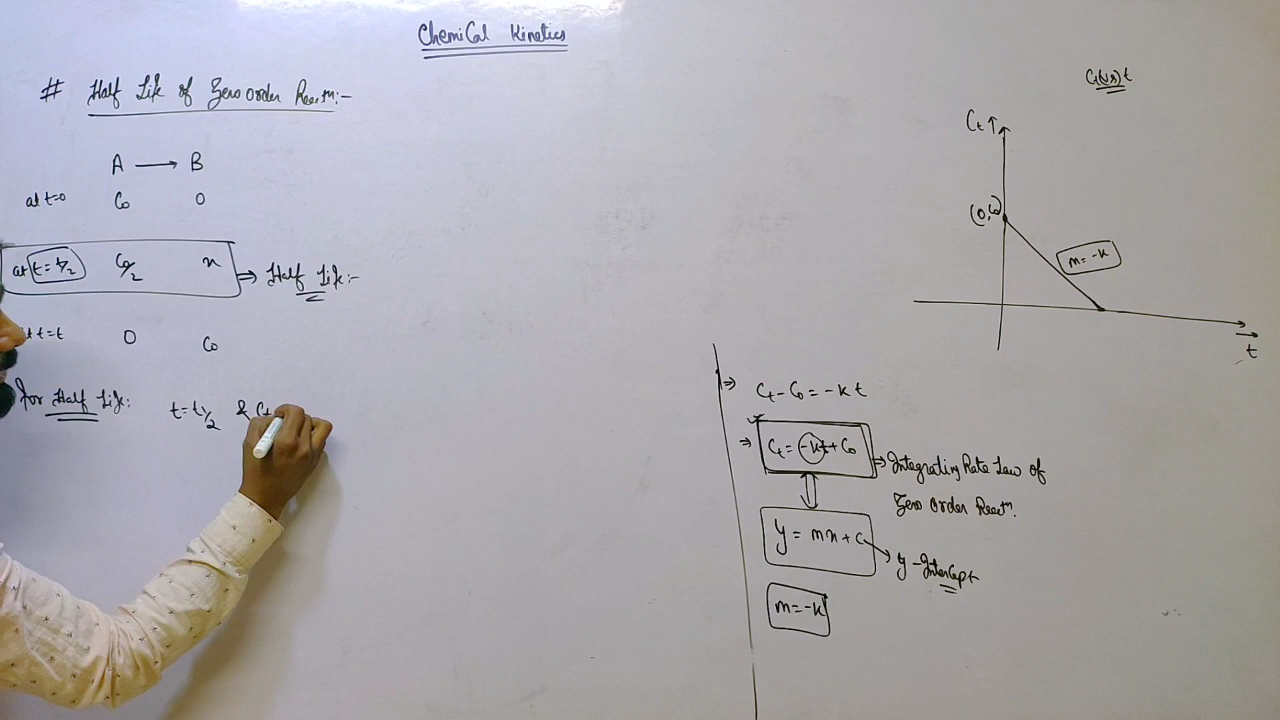 Chemical Kinetics
# Half Life of Zero Order Reactn:-
A ⟶ B
at t=0 C₀ 0
at t = t½ C₀/2 x ⇒ Half Life:-
at t=t 0 C₀
for Half Life: t = t½ & Ct
Ct (vs) t
Ct ↑
(0, C₀)
m = -k
t
⇒ Ct - C₀ = -kt
⇒ Ct = -kt + C₀ ⇒ Integrating Rate Law of
Zero Order Reactn.
y = mx + c → y-Intercept
m = -k